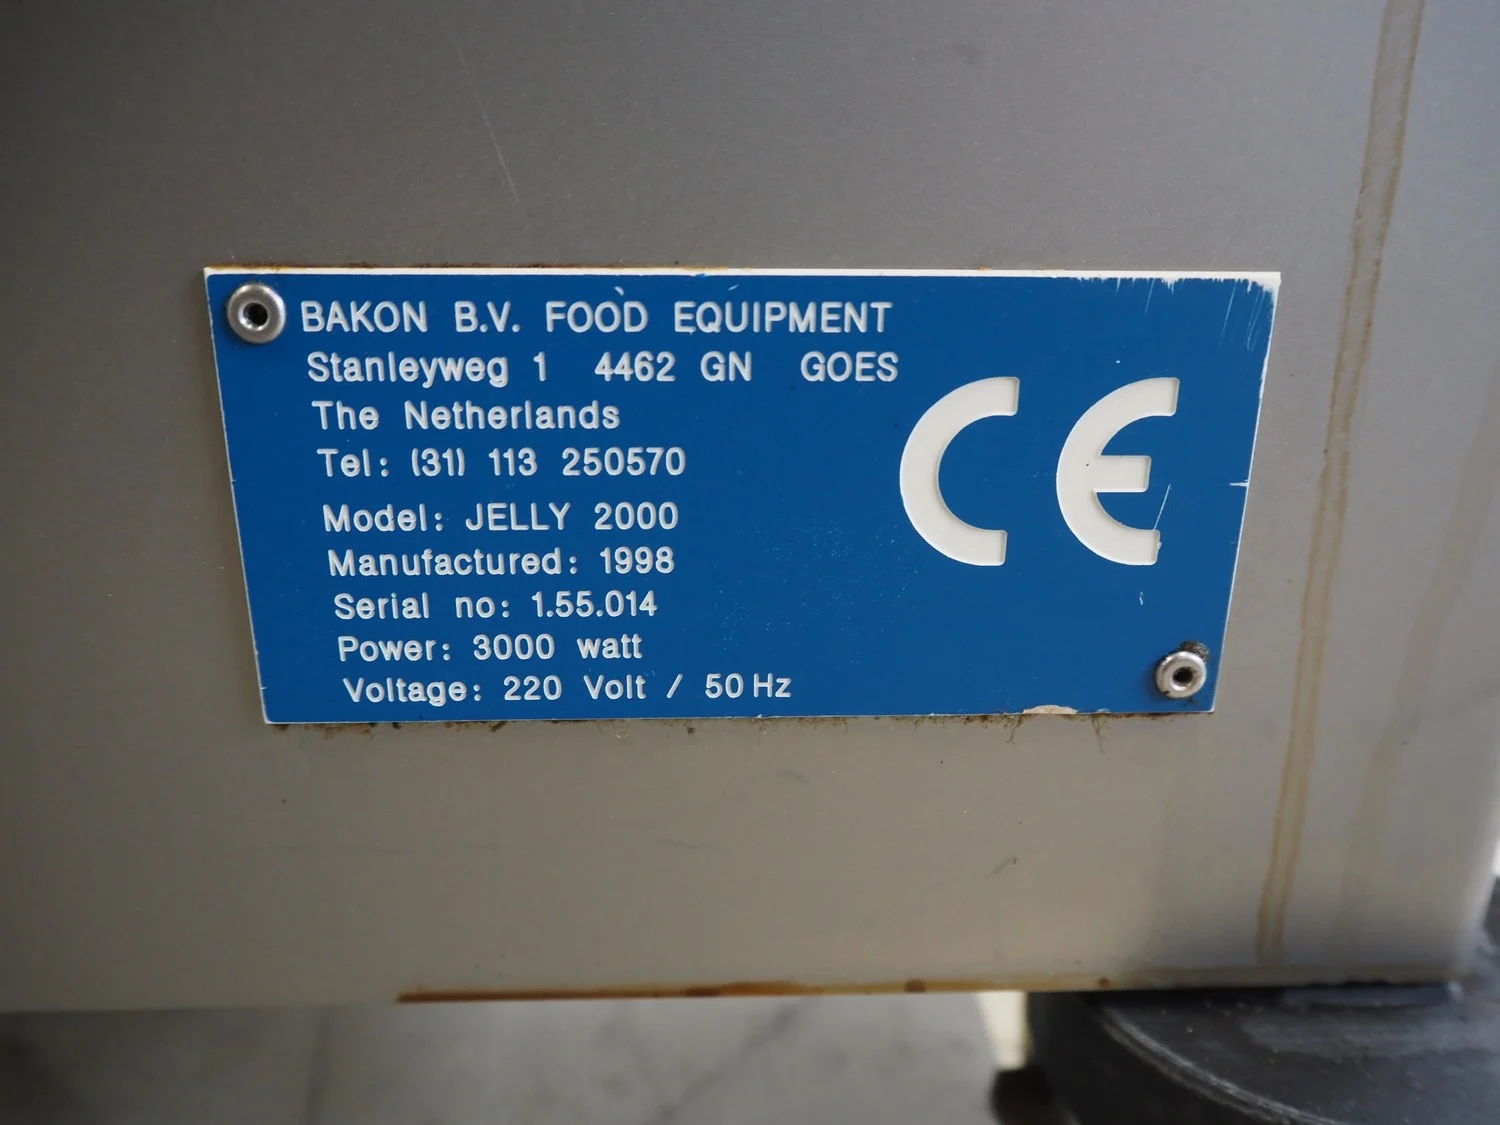 BAKON B.V. FOOD EQUIPMENT
Stanleyweg 1 4462 GN GOES
The Netherlands
Tel: (31) 113 250570
Model: JELLY 2000
Manufactured: 1998
Serial no: 1.55.014
Power: 3000 watt
Voltage: 220 Volt / 50 Hz
CE